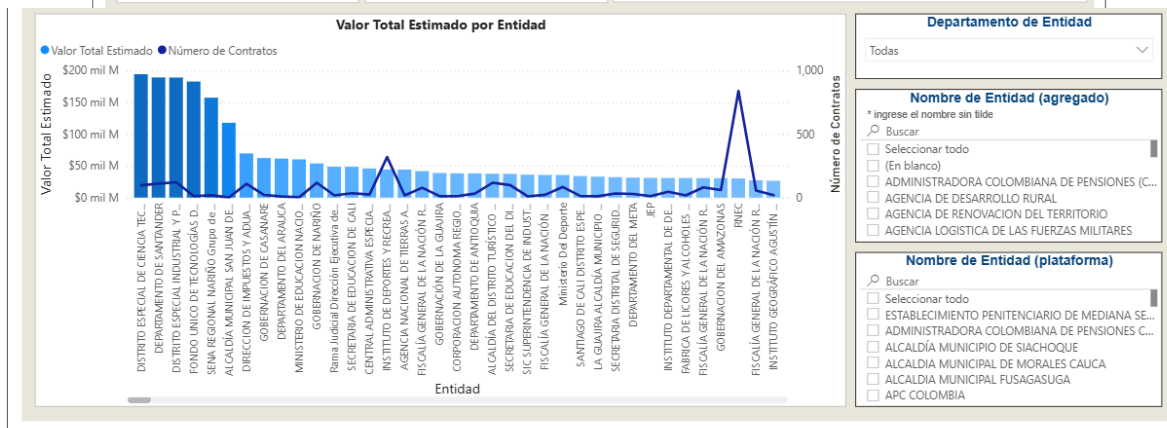 Valor Total Estimado por Entidad
Valor Total Estimado Número de Contratos
Valor Total Estimado
$200 mil M
$150 mil M
$100 mil M
$50 mil M
$0 mil M
1,000
500
0
Número de Contratos
DISTRITO ESPECIAL DE CIENCIA TEC...
DEPARTAMENTO DE SANTANDER
DISTRITO ESPECIAL INDUSTRIAL Y P...
FONDO UNICO DE TECNOLOGÍAS D...
SENA REGIONAL NARIÑO Grupo de...
ALCALDÍA MUNICIPAL SAN JUAN DE...
DIRECCION DE IMPUESTOS Y ADUA...
GOBERNACION DE CASANARE
DEPARTAMENTO DEL ARAUCA
MINISTERIO DE EDUCACION NACIO...
GOBERNACION DE NARIÑO
Rama Judicial Dirección Ejecutiva de...
SECRETARIA DE EDUCACION DE CALI
CENTRAL ADMINISTRATIVA ESPECIA...
INSTITUTO DE DEPORTES Y RECREA...
AGENCIA NACIONAL DE TIERRAS A...
FISCALÍA GENERAL DE LA NACIÓN R...
GOBERNACIÓN DE LA GUAJIRA
CORPORACION AUTONOMA REGIO...
DEPARTAMENTO DE ANTIOQUIA
ALCALDÍA DEL DISTRITO TURÍSTICO ...
SECRETARIA DE EDUCACION DEL DI...
SIC SUPERINTENDENCIA DE INDUST...
FISCALÍA GENERAL DE LA NACIÓN ...
Ministerio Del Deporte
SANTIAGO DE CALI DISTRITO ESPE...
LA GUAJIRA ALCALDÍA MUNICIPIO ...
SECRETARIA DISTRITAL DE SEGURID...
DEPARTAMENTO DEL META
JEP
INSTITUTO DEPARTAMENTAL DE DE...
FABRICA DE LICORES Y ALCOHOLES ...
FISCALÍA GENERAL DE LA NACIÓN R...
GOBERNACION DEL AMAZONAS
RNEC
FISCALÍA GENERAL DE LA NACIÓN R...
INSTITUTO GEOGRÁFICO AGUSTÍN ...
Entidad
Departamento de Entidad
Todas
Nombre de Entidad (agregado)
* ingrese el nombre sin tilde
Buscar
Seleccionar todo
(En blanco)
ADMINISTRADORA COLOMBIANA DE PENSIONES (C...
AGENCIA DE DESARROLLO RURAL
AGENCIA DE RENOVACION DEL TERRITORIO
AGENCIA LOGISTICA DE LAS FUERZAS MILITARES
Nombre de Entidad (plataforma)
Buscar
Seleccionar todo
ESTABLECIMIENTO PENITENCIARIO DE MEDIANA SE...
ADMINISTRADORA COLOMBIANA DE PENSIONES C...
ALCALDÍA MUNICIPIO DE SIACHOQUE
ALCALDIA MUNICIPAL DE MORALES CAUCA
ALCALDIA MUNICIPAL FUSAGASUGA
APC COLOMBIA